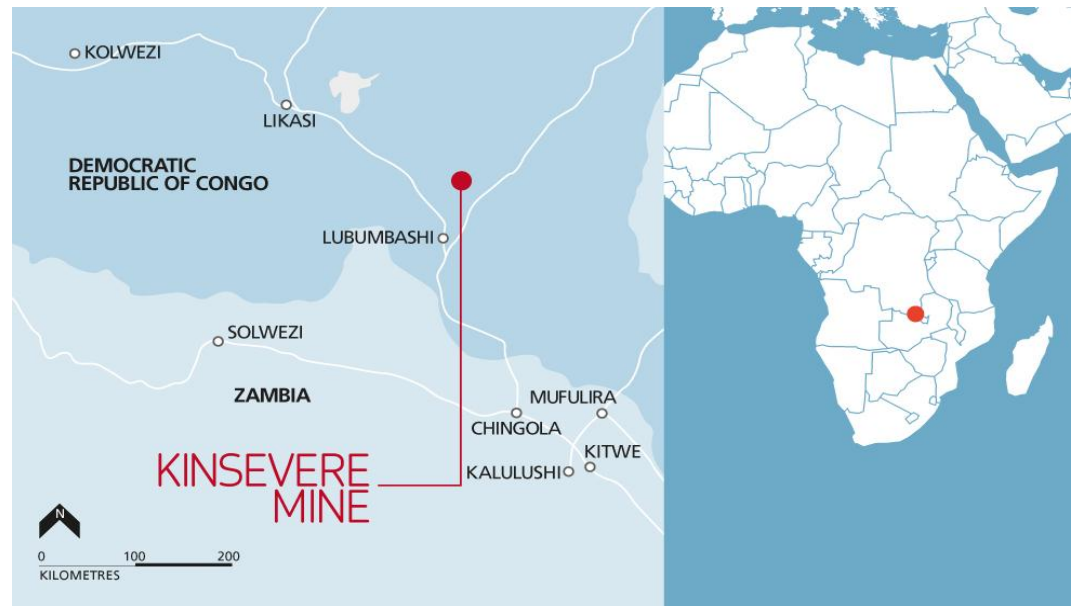 KOLWEZI
LIKASI
DEMOCRATIC
REPUBLIC OF CONGO
LUBUMBASHI
SOLWEZI
ZAMBIA
MUFULIRA
CHINGOLA
KITWE
KALULUSHI
KINSEVERE
MINE
N
0 100 200
KILOMETRES